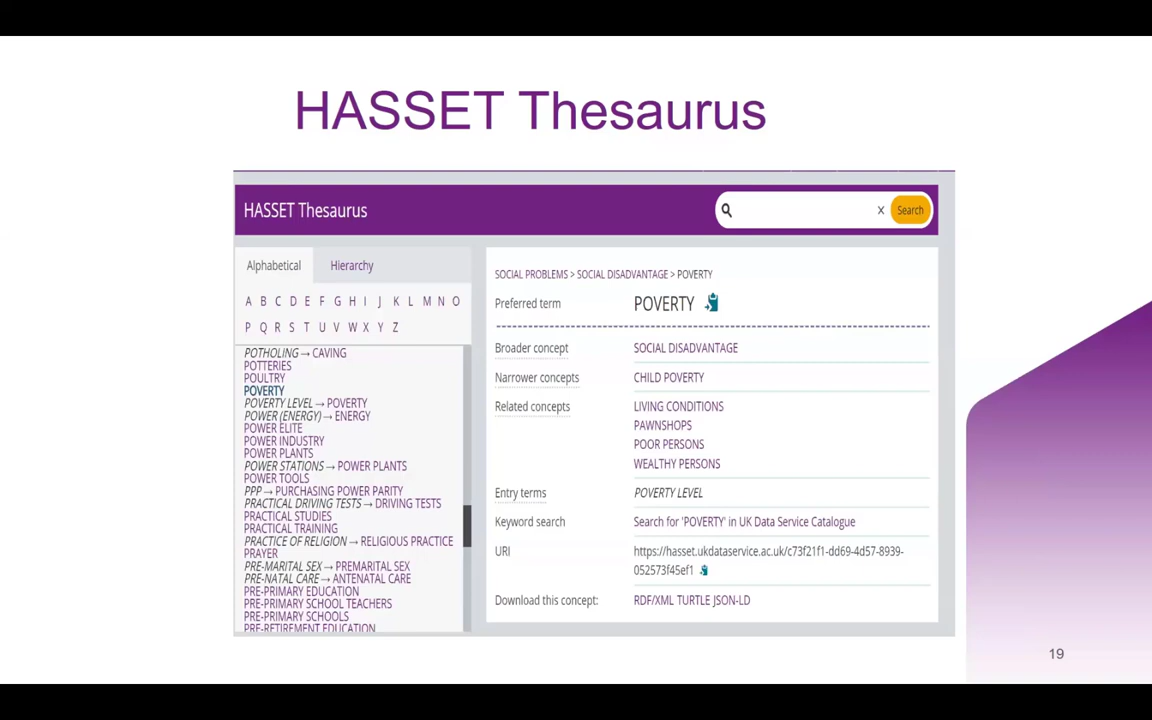 HASSET Thesaurus
HASSET Thesaurus
X Search
Alphabetical Hierarchy
A B C D E F G H I J K L M N O
P Q R S T U V W X Y Z
POTHOLING → CAVING
POTTERIES
POULTRY
POVERTY
POVERTY LEVEL → POVERTY
POWER (ENERGY) → ENERGY
POWER ELITE
POWER INDUSTRY
POWER PLANTS
POWER STATIONS → POWER PLANTS
POWER TOOLS
PPP → PURCHASING POWER PARITY
PRACTICAL DRIVING TESTS → DRIVING TESTS
PRACTICAL STUDIES
PRACTICAL TRAINING
PRACTICE OF RELIGION → RELIGIOUS PRACTICE
PRAYER
PRE-MARITAL SEX → PREMARITAL SEX
PRE-NATAL CARE → ANTENATAL CARE
PRE-PRIMARY EDUCATION
PRE-PRIMARY SCHOOL TEACHERS
PRE-PRIMARY SCHOOLS
PRE-RETIREMENT EDUCATION
SOCIAL PROBLEMS > SOCIAL DISADVANTAGE > POVERTY
Preferred term POVERTY
Broader concept SOCIAL DISADVANTAGE
Narrower concepts CHILD POVERTY
Related concepts LIVING CONDITIONS
PAWNSHOPS
POOR PERSONS
WEALTHY PERSONS
Entry terms POVERTY LEVEL
Keyword search Search for 'POVERTY' in UK Data Service Catalogue
URI https://hasset.ukdataservice.ac.uk/c73f21f1-dd69-4d57-8939-
052573f45ef1
Download this concept: RDF/XML TURTLE JSON-LD
19